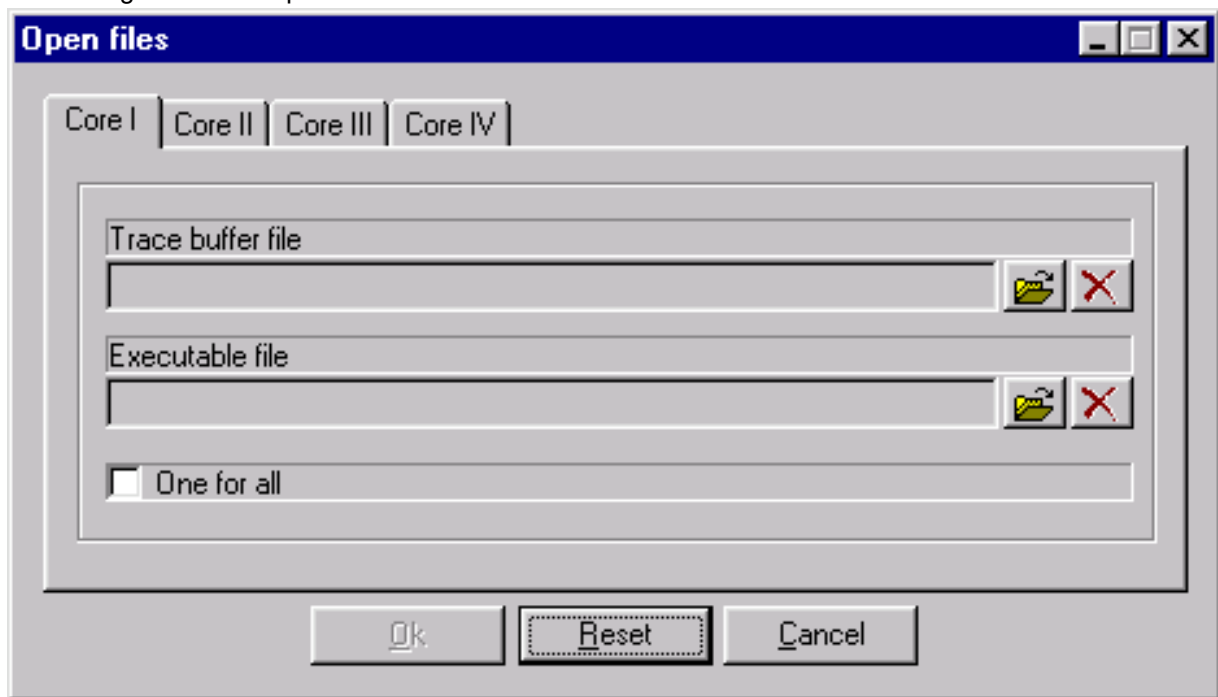 Open files
Core I Core II Core III Core IV
Trace buffer file
Executable file
One for all
Ok Reset Cancel